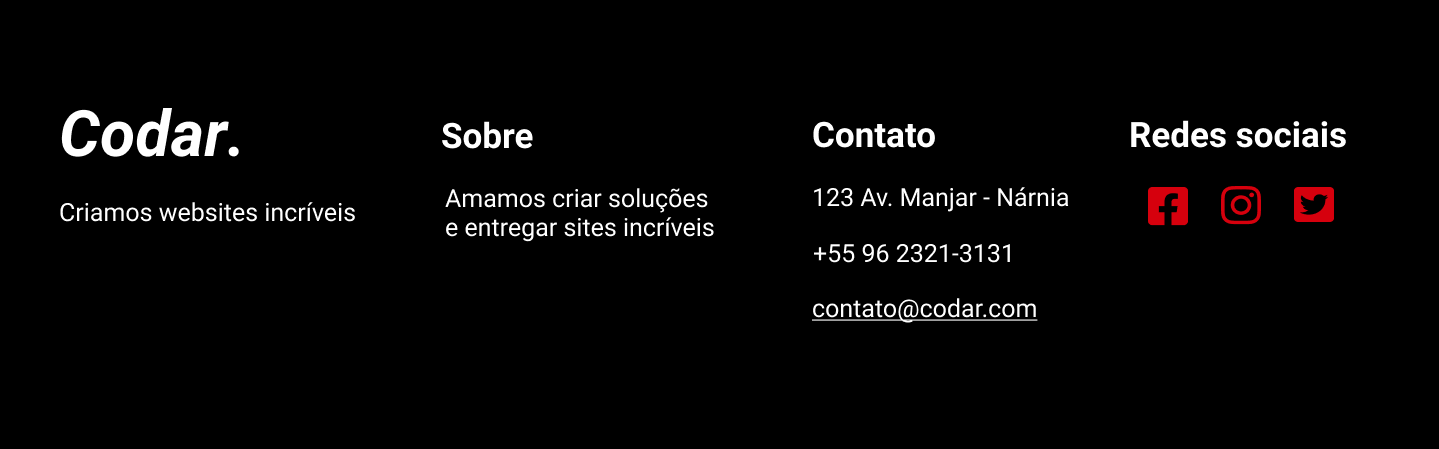 Codar.
Criamos websites incríveis
Sobre
Amamos criar soluções
e entregar sites incríveis
Contato
123 Av. Manjar - Nárnia
+55 96 2321-3131
contato@codar.com
Redes sociais